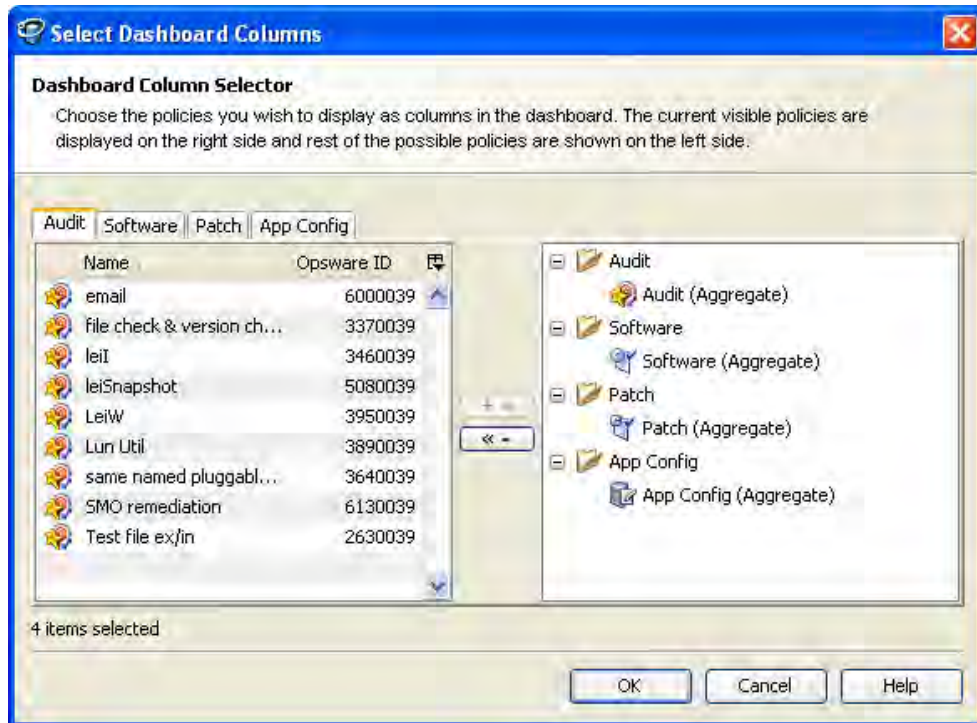 Select Dashboard Columns
Dashboard Column Selector
Choose the policies you wish to display as columns in the dashboard. The current visible policies are
displayed on the right side and rest of the possible policies are shown on the left side.
Audit Software Patch App Config
Name Opsware ID
email 6000039
file check & version ch... 3370039
leiI 3460039
leiSnapshot 5080039
LeiW 3950039
Lun Util 3890039
same named pluggabl... 3640039
SMO remediation 6130039
Test file ex/in 2630039
+ »
« -
Audit
Audit (Aggregate)
Software
Software (Aggregate)
Patch
Patch (Aggregate)
App Config
App Config (Aggregate)
4 items selected
OK Cancel Help